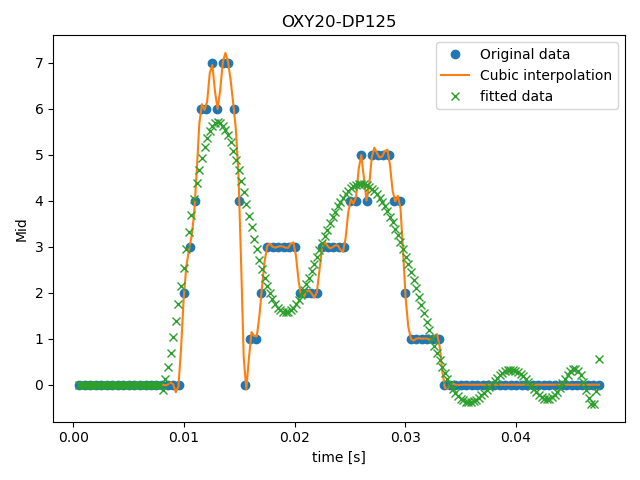 OXY20-DP125
Original data
Cubic interpolation
fitted data
7
6
5
4
3
2
1
0
Mid
0.00 0.01 0.02 0.03 0.04
time [s]